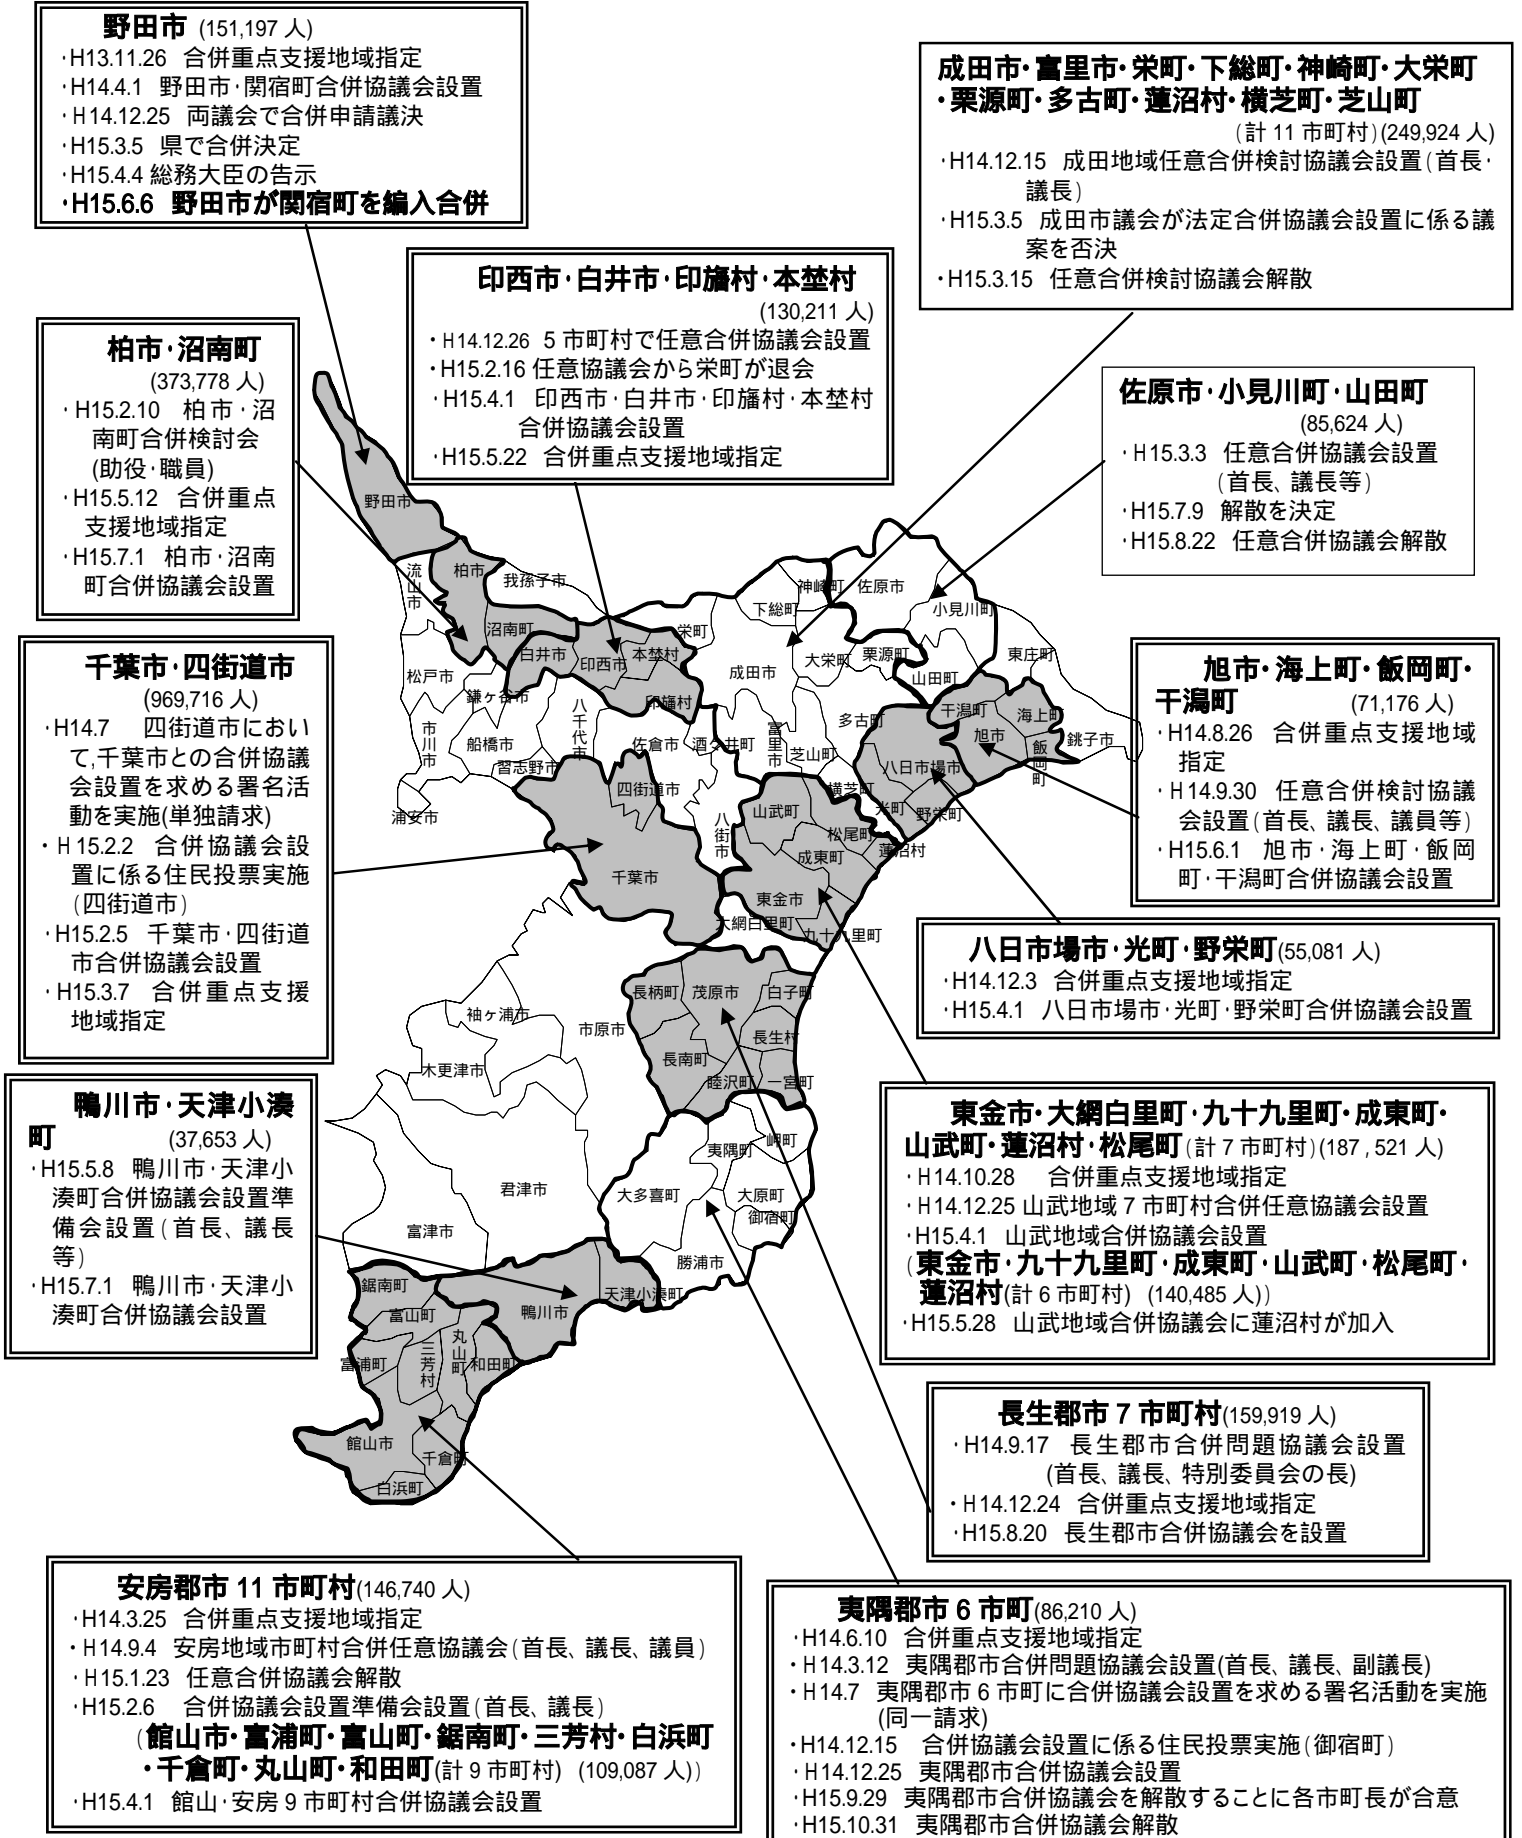 野田市 (151,197 人)
･H13.11.26 合併重点支援地域指定
･H14.4.1 野田市･関宿町合併協議会設置
･H14.12.25 両議会で合併申請議決
･H15.3.5 県で合併決定
･H15.4.4 総務大臣の告示
･H15.6.6 野田市が関宿町を編入合併
成田市･富里市･栄町･下総町･神崎町･大栄町
･栗源町･多古町･蓮沼村･横芝町･芝山町
(計 11 市町村)(249,924 人)
･H14.12.15 成田地域任意合併検討協議会設置(首長･
議長)
･H15.3.5 成田市議会が法定合併協議会設置に係る議
案を否決
･H15.3.15 任意合併検討協議会解散
印西市･白井市･印旛村･本埜村
(130,211 人)
･H14.12.26 5 市町村で任意合併協議会設置
･H15.2.16 任意協議会から栄町が退会
･H15.4.1 印西市･白井市･印旛村･本埜村
合併協議会設置
･H15.5.22 合併重点支援地域指定
柏市･沼南町
(373,778 人)
･H15.2.10 柏市･沼
南町合併検討会
(助役･職員)
･H15.5.12 合併重点
支援地域指定
･H15.7.1 柏市･沼南
町合併協議会設置
佐原市･小見川町･山田町
(85,624 人)
･H15.3.3 任意合併協議会設置
(首長、議長等)
･H15.7.9 解散を決定
･H15.8.22 任意合併協議会解散
千葉市･四街道市
(969,716 人)
･H14.7 四街道市におい
て,千葉市との合併協議
会設置を求める署名活
動を実施(単独請求)
･H15.2.2 合併協議会設
置に係る住民投票実施
(四街道市)
･H15.2.5 千葉市･四街道
市合併協議会設置
･H15.3.7 合併重点支援
地域指定
旭市･海上町･飯岡町･
干潟町 (71,176 人)
･H14.8.26 合併重点支援地域
指定
･H14.9.30 任意合併検討協議
会設置(首長、議長、議員等)
･H15.6.1 旭市･海上町･飯岡
町･干潟町合併協議会設置
八日市場市･光町･野栄町(55,081 人)
･H14.12.3 合併重点支援地域指定
･H15.4.1 八日市場市･光町･野栄町合併協議会設置
鴨川市･天津小湊
町 (37,653 人)
･H15.5.8 鴨川市･天津小
湊町合併協議会設置準
備会設置(首長、議長
等)
･H15.7.1 鴨川市･天津小
湊町合併協議会設置
東金市･大網白里町･九十九里町･成東町･
山武町･蓮沼村･松尾町(計 7 市町村)(187,521 人)
･H14.10.28 合併重点支援地域指定
･H14.12.25 山武地域 7 市町村合併任意協議会設置
･H15.4.1 山武地域合併協議会設置
(東金市･九十九里町･成東町･山武町･松尾町･
蓮沼村(計 6 市町村) (140,485 人))
･H15.5.28 山武地域合併協議会に蓮沼村が加入
長生郡市 7 市町村(159,919 人)
･H14.9.17 長生郡市合併問題協議会設置
(首長、議長、特別委員会の長)
･H14.12.24 合併重点支援地域指定
･H15.8.20 長生郡市合併協議会を設置
安房郡市 11 市町村(146,740 人)
･H14.3.25 合併重点支援地域指定
･H14.9.4 安房地域市町村合併任意協議会(首長、議長、議員)
･H15.1.23 任意合併協議会解散
･H15.2.6 合併協議会設置準備会設置(首長、議長)
(館山市･富浦町･富山町･鋸南町･三芳村･白浜町
･千倉町･丸山町･和田町(計 9 市町村) (109,087 人))
･H15.4.1 館山･安房 9 市町村合併協議会設置
夷隅郡市 6 市町(86,210 人)
･H14.6.10 合併重点支援地域指定
･H14.3.12 夷隅郡市合併問題協議会設置(首長、議長、副議長)
･H14.7 夷隅郡市 6 市町に合併協議会設置を求める署名活動を実施
(同一請求)
･H14.12.15 合併協議会設置に係る住民投票実施(御宿町)
･H14.12.25 夷隅郡市合併協議会設置
･H15.9.29 夷隅郡市合併協議会を解散することに各市町長が合意
･H15.10.31 夷隅郡市合併協議会解散
野田市
流山市
柏市
我孫子市
沼南町
白井市
印西市
本埜村
印旛村
栄町
下総町
神崎町
佐原市
小見川町
東庄町
成田市
大栄町
栗源町
山田町
松戸市
鎌ヶ谷市
市川市
船橋市
八千代市
習志野市
浦安市
佐倉市
酒々井町
四街道市
八街市
富里市
芝山町
多古町
干潟町
海上町
旭市
飯岡町
銚子市
八日市場市
横芝町
光町
野栄町
山武町
松尾町
蓮沼村
成東町
千葉市
東金市
大網白里町
九十九里町
長柄町
茂原市
白子町
長南町
長生村
睦沢町
一宮町
袖ヶ浦市
市原市
木更津市
君津市
富津市
夷隅町
岬町
大多喜町
大原町
御宿町
勝浦市
鋸南町
富山町
鴨川市
天津小湊町
富浦町
三芳村
丸山町
和田町
館山市
千倉町
白浜町